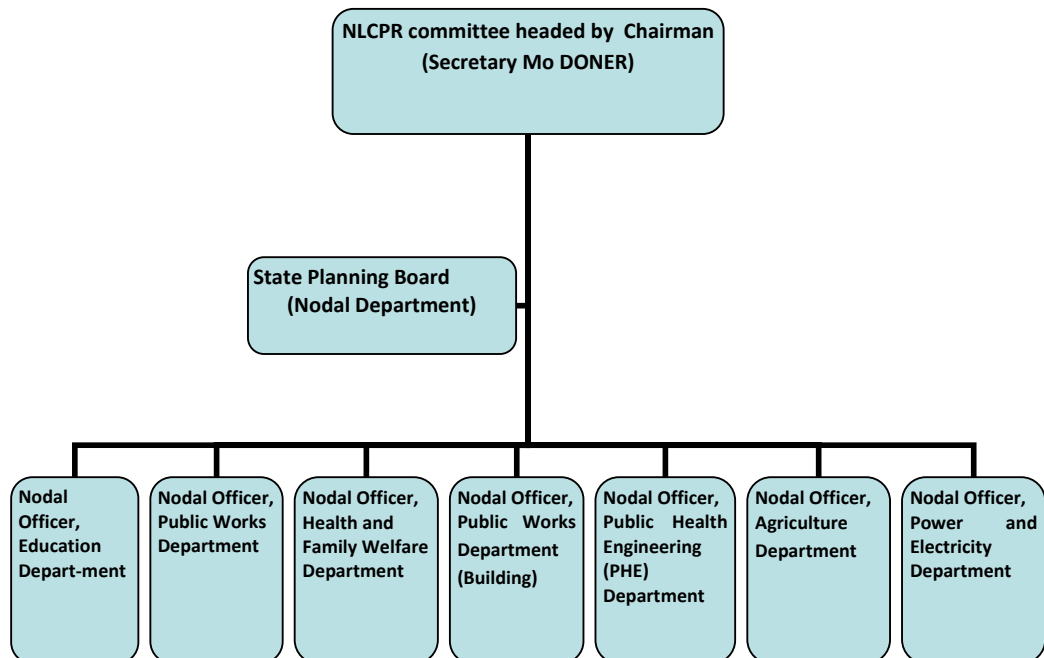 NLCPR committee headed by Chairman
(Secretary Mo DONER)
State Planning Board
(Nodal Department)
Nodal
Officer,
Education
Depart-ment
Nodal Officer,
Public Works
Department
Nodal Officer,
Health and
Family Welfare
Department
Nodal Officer,
Public Works
Department
(Building)
Nodal Officer,
Public Health
Engineering
(PHE)
Department
Nodal Officer,
Agriculture
Department
Nodal Officer,
Power and
Electricity
Department